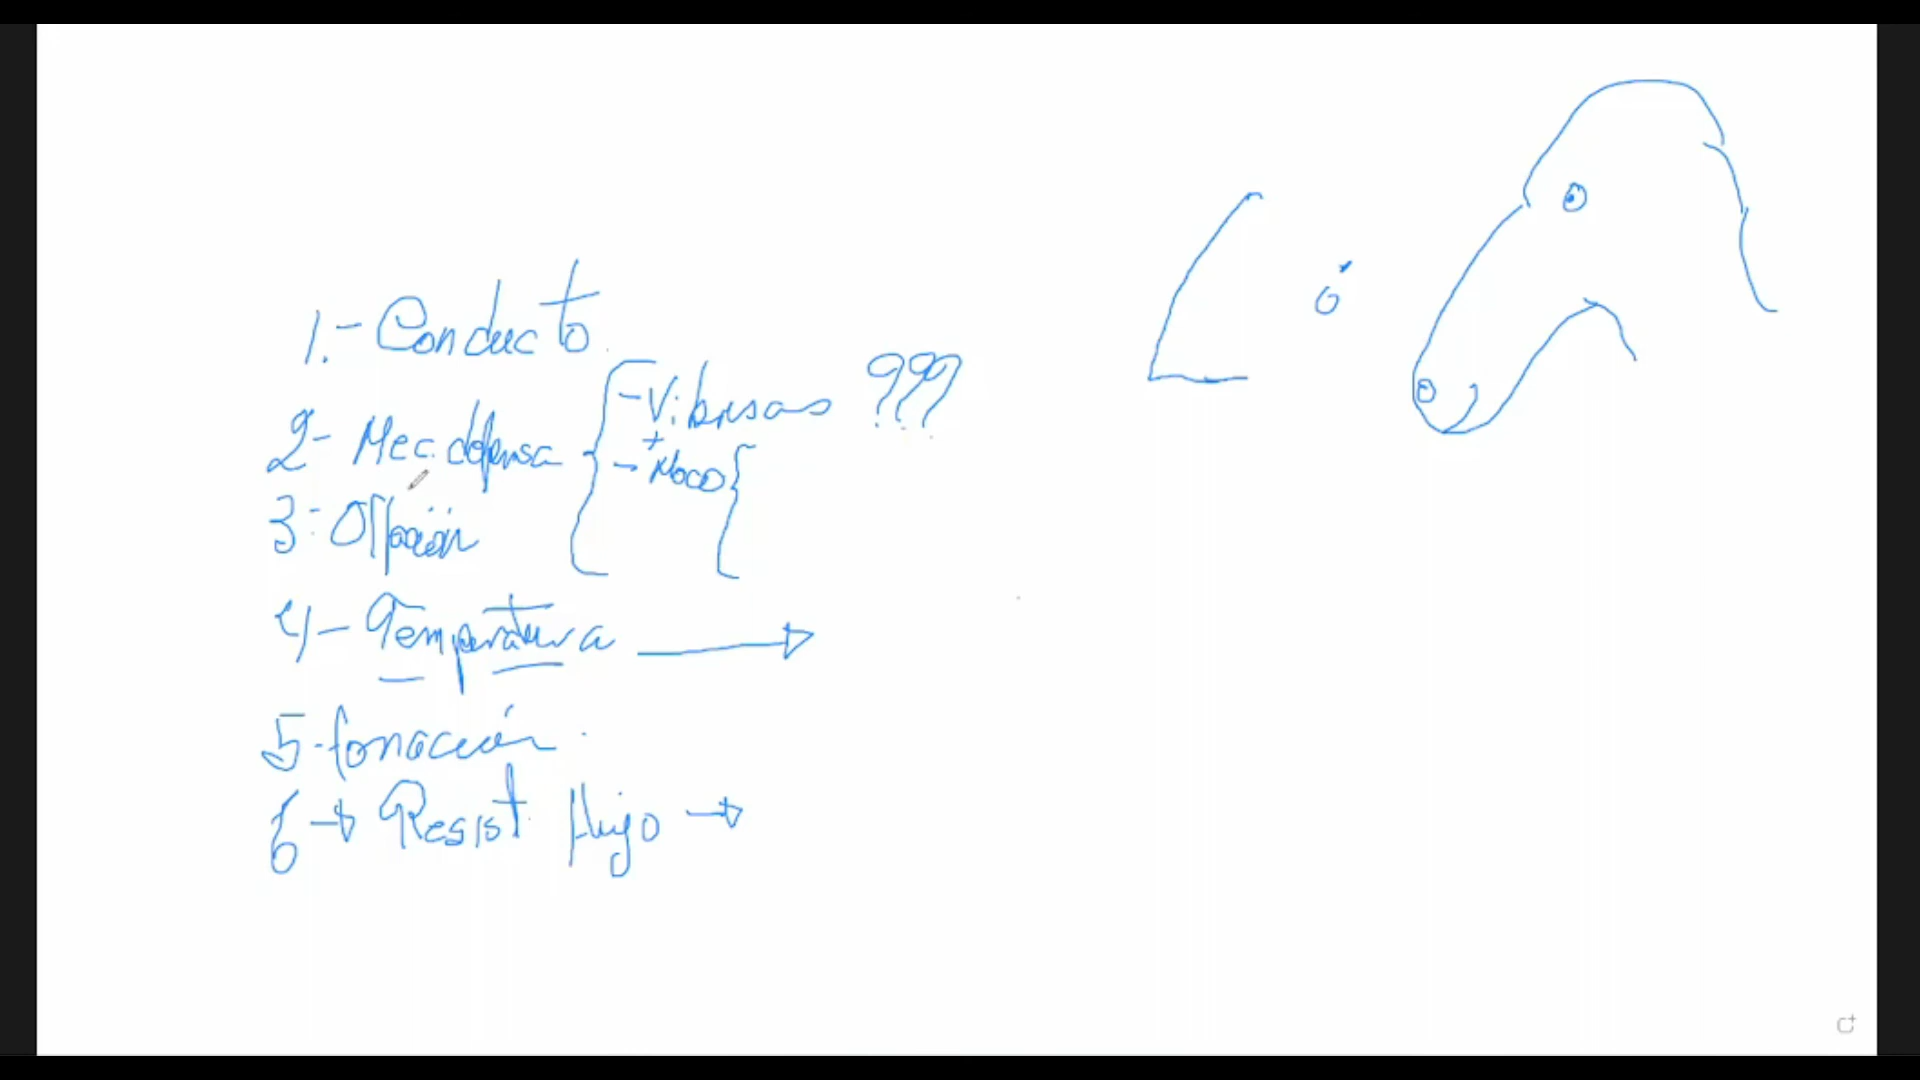 1.- Conducto
2- Mec. defensa { - Vibrisas ???
+
- Moco {
3.- Olfación
4- Temperatura →
5- fonación.
6 → Resist. flujo →
ó